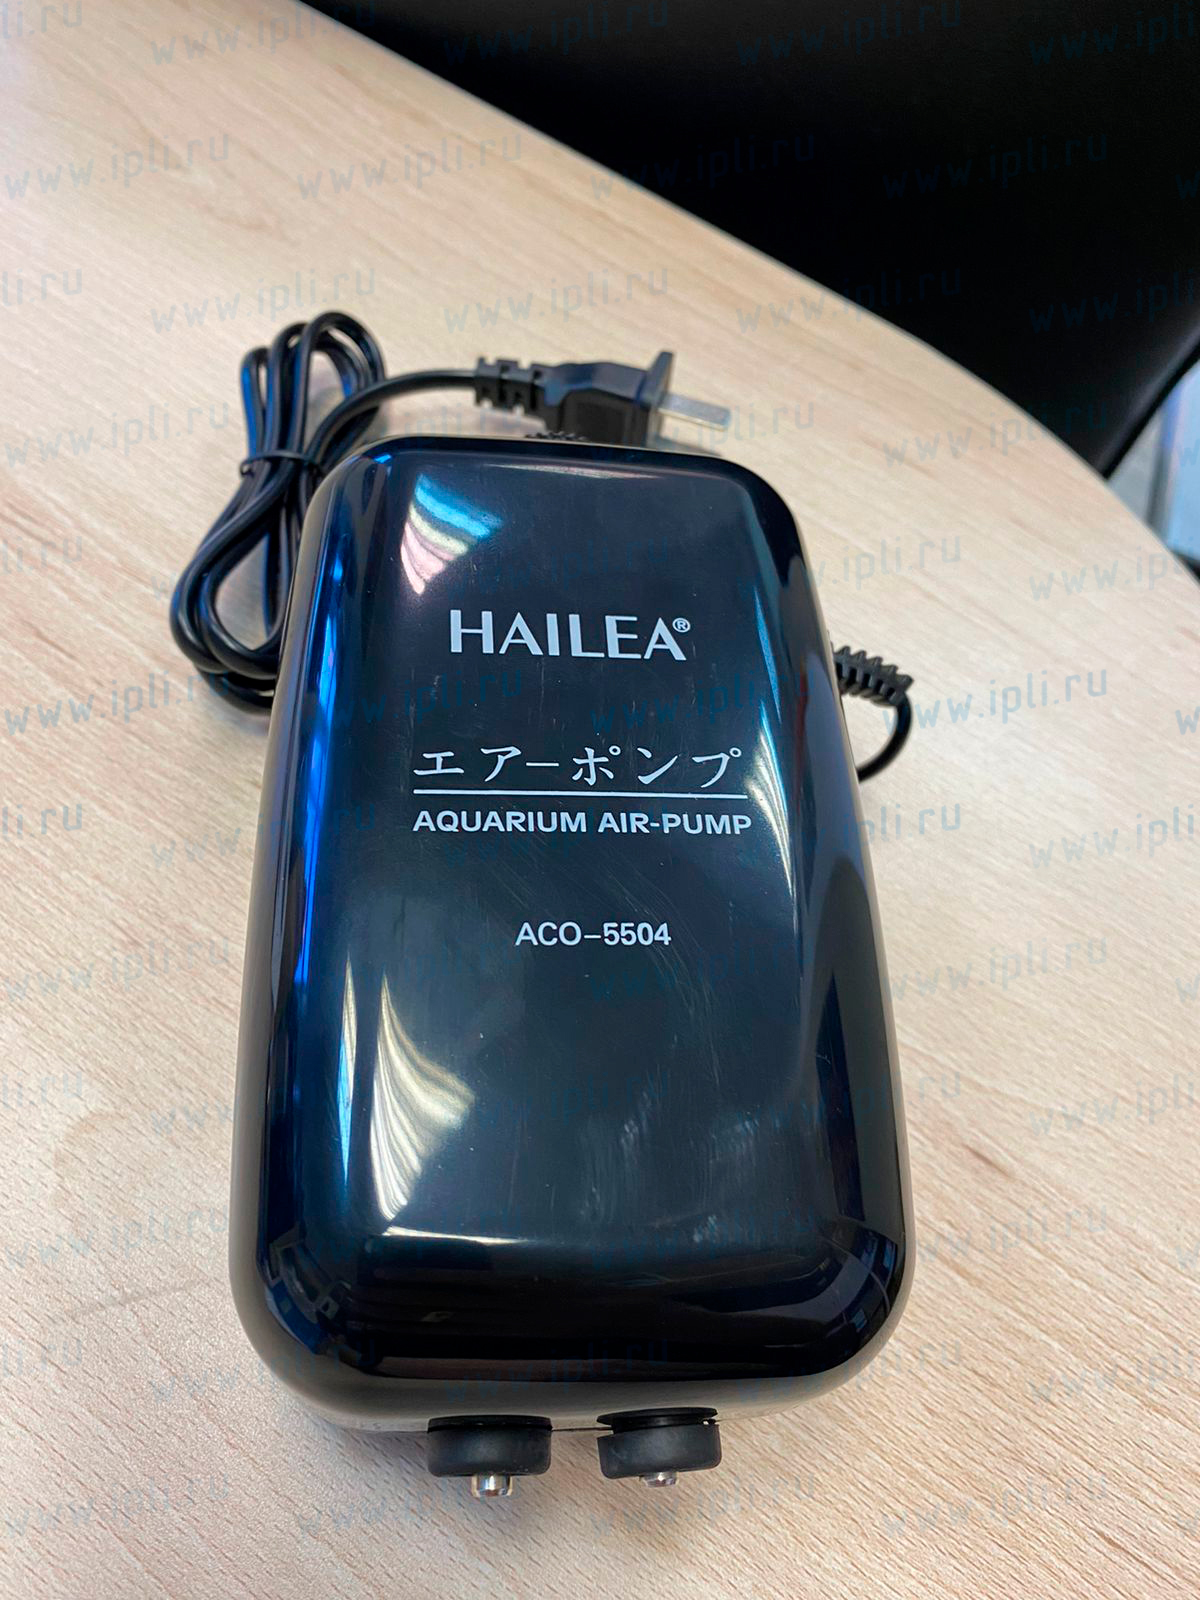 HAILEA®
エアーポンプ
AQUARIUM AIR-PUMP
ACO-5504
www.ipli.ru